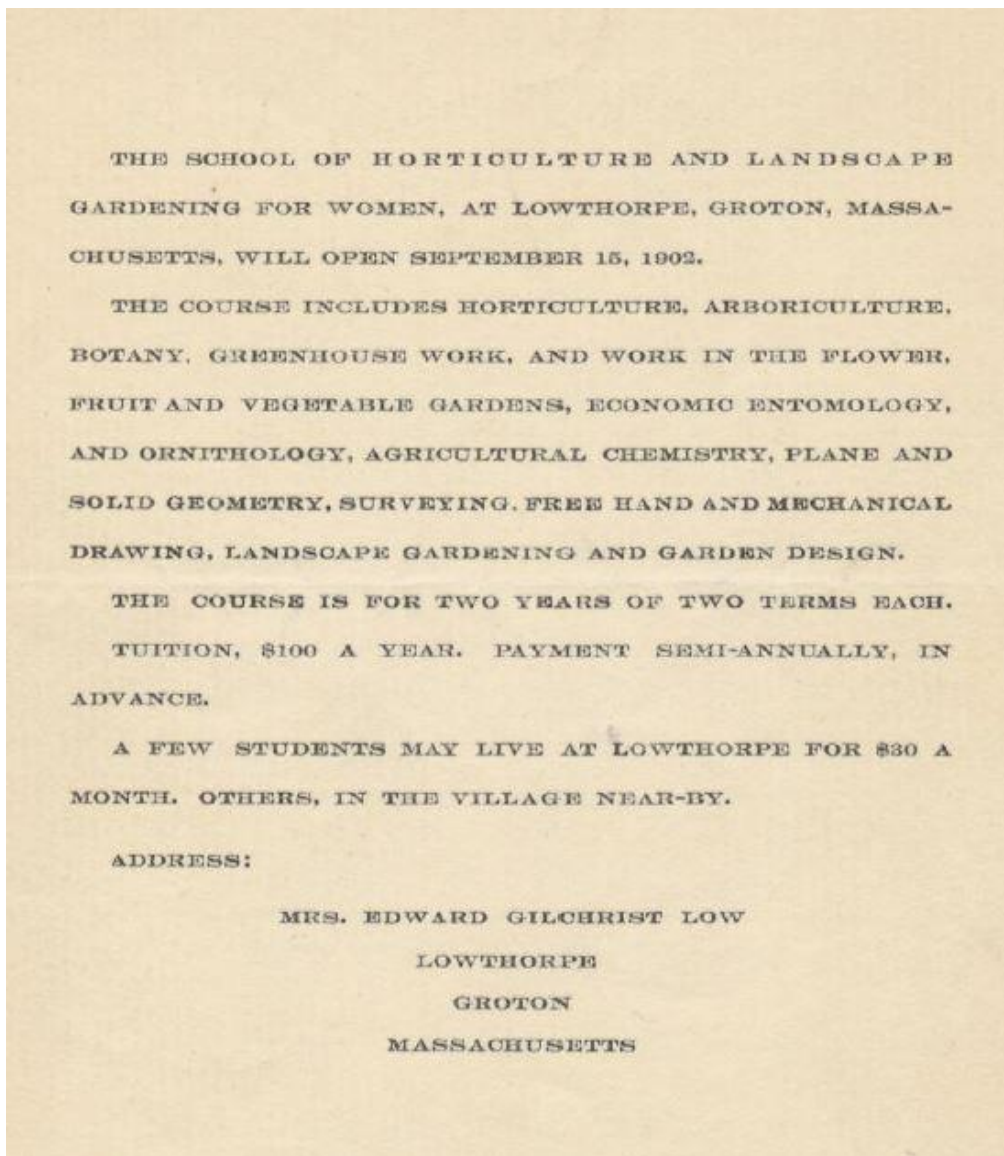 THE SCHOOL OF HORTICULTURE AND LANDSCAPE
GARDENING FOR WOMEN, AT LOWTHORPE, GROTON, MASSA-
CHUSETTS, WILL OPEN SEPTEMBER 15, 1902.
THE COURSE INCLUDES HORTICULTURE, ARBORICULTURE,
BOTANY, GREENHOUSE WORK, AND WORK IN THE FLOWER,
FRUIT AND VEGETABLE GARDENS, ECONOMIC ENTOMOLOGY,
AND ORNITHOLOGY, AGRICULTURAL CHEMISTRY, PLANE AND
SOLID GEOMETRY, SURVEYING, FREE HAND AND MECHANICAL
DRAWING, LANDSCAPE GARDENING AND GARDEN DESIGN.
THE COURSE IS FOR TWO YEARS OF TWO TERMS EACH.
TUITION, $100 A YEAR. PAYMENT SEMI-ANNUALLY, IN
ADVANCE.
A FEW STUDENTS MAY LIVE AT LOWTHORPE FOR $30 A
MONTH. OTHERS, IN THE VILLAGE NEAR-BY.
ADDRESS:
MRS. EDWARD GILCHRIST LOW
LOWTHORPE
GROTON
MASSACHUSETTS